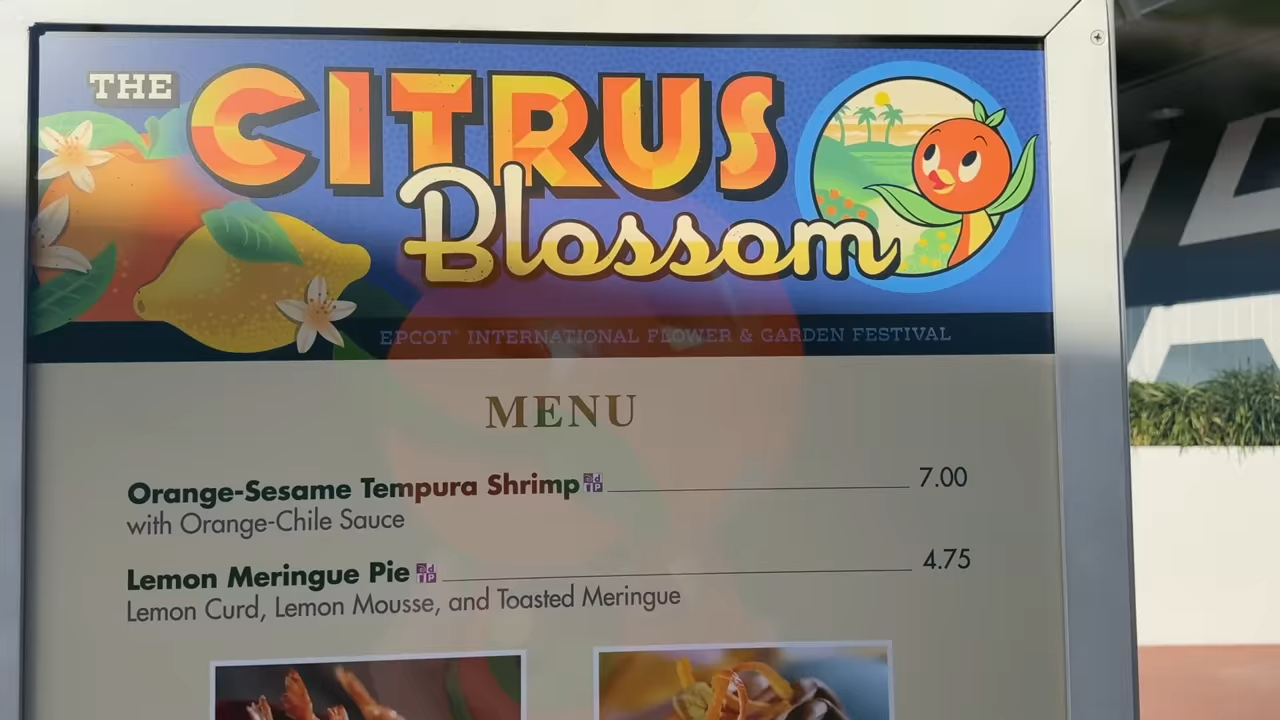 THE
CITRUS
Blossom
EPCOT INTERNATIONAL FLOWER & GARDEN FESTIVAL
MENU
Orange-Sesame Tempura Shrimp 7.00
with Orange-Chile Sauce
Lemon Meringue Pie 4.75
Lemon Curd, Lemon Mousse, and Toasted Meringue